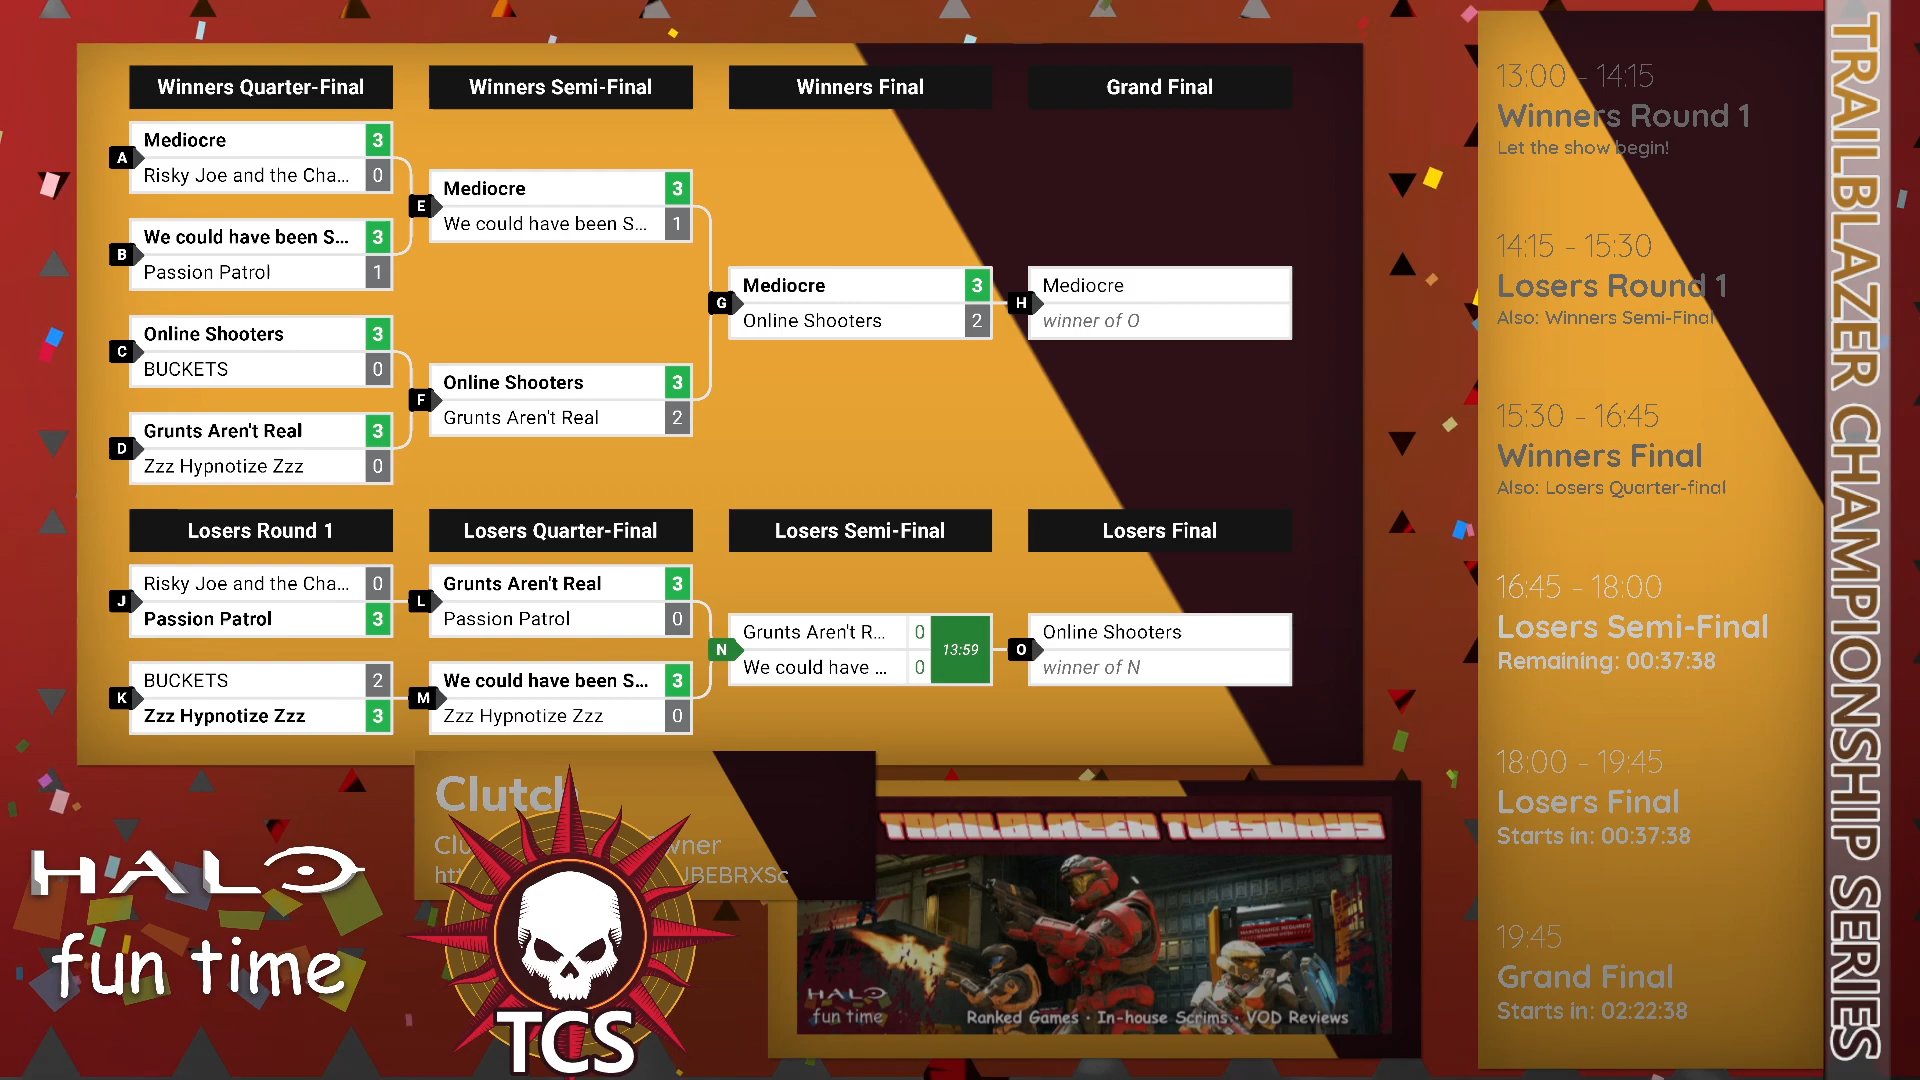 Winners Quarter-Final
Winners Semi-Final
Winners Final
Grand Final
A
Mediocre 3
Risky Joe and the Cha... 0
B
We could have been S... 3
Passion Patrol 1
C
Online Shooters 3
BUCKETS 0
D
Grunts Aren't Real 3
Zzz Hypnotize Zzz 0
E
Mediocre 3
We could have been S... 1
F
Online Shooters 3
Grunts Aren't Real 2
G
Mediocre 3
Online Shooters 2
H
Mediocre
winner of O
Losers Round 1
Losers Quarter-Final
Losers Semi-Final
Losers Final
J
Risky Joe and the Cha... 0
Passion Patrol 3
K
BUCKETS 2
Zzz Hypnotize Zzz 3
L
Grunts Aren't Real 3
Passion Patrol 0
M
We could have been S... 3
Zzz Hypnotize Zzz 0
N
Grunts Aren't R... 0
We could have ... 0
13:59
O
Online Shooters
winner of N
13:00 - 14:15
Winners Round 1
Let the show begin!
14:15 - 15:30
Losers Round 1
Also: Winners Semi-Final
15:30 - 16:45
Winners Final
Also: Losers Quarter-final
16:45 - 18:00
Losers Semi-Final
Remaining: 00:37:38
18:00 - 19:45
Losers Final
Starts in: 00:37:38
19:45
Grand Final
Starts in: 02:22:38
TRAILBLAZER CHAMPIONSHIP SERIES
HALO
fun time
Clutch
TCS
TRAILBLAZER TUESDAYS
MAINTENANCE REQUIRED
HALO
fun time
Ranked Games · In-house Scrims · VOD Reviews